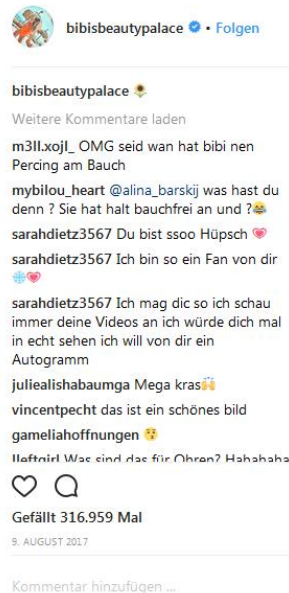 bibisbeautypalace • Folgen
bibisbeautypalace 🌻
Weitere Kommentare laden
m3ll.xojl_ OMG seid wan hat bibi nen
Percing am Bauch
mybilou_heart @alina_barskij was hast du
denn ? Sie hat halt bauchfrei an und ?😂
sarahdietz3567 Du bist ssoo Hüpsch 💗
sarahdietz3567 Ich bin so ein Fan von dir
❄️💗
sarahdietz3567 Ich mag dic so ich schau
immer deine Videos an ich würde dich mal
in echt sehen ich will von dir ein
Autogramm
juliealishabaumga Mega kras🙌
vincentpecht das ist ein schönes bild
gameliahoffnungen 😚
lleftgirl Was sind das für Ohren? Hahahaha
Gefällt 316.959 Mal
9. AUGUST 2017
Kommentar hinzufügen ...